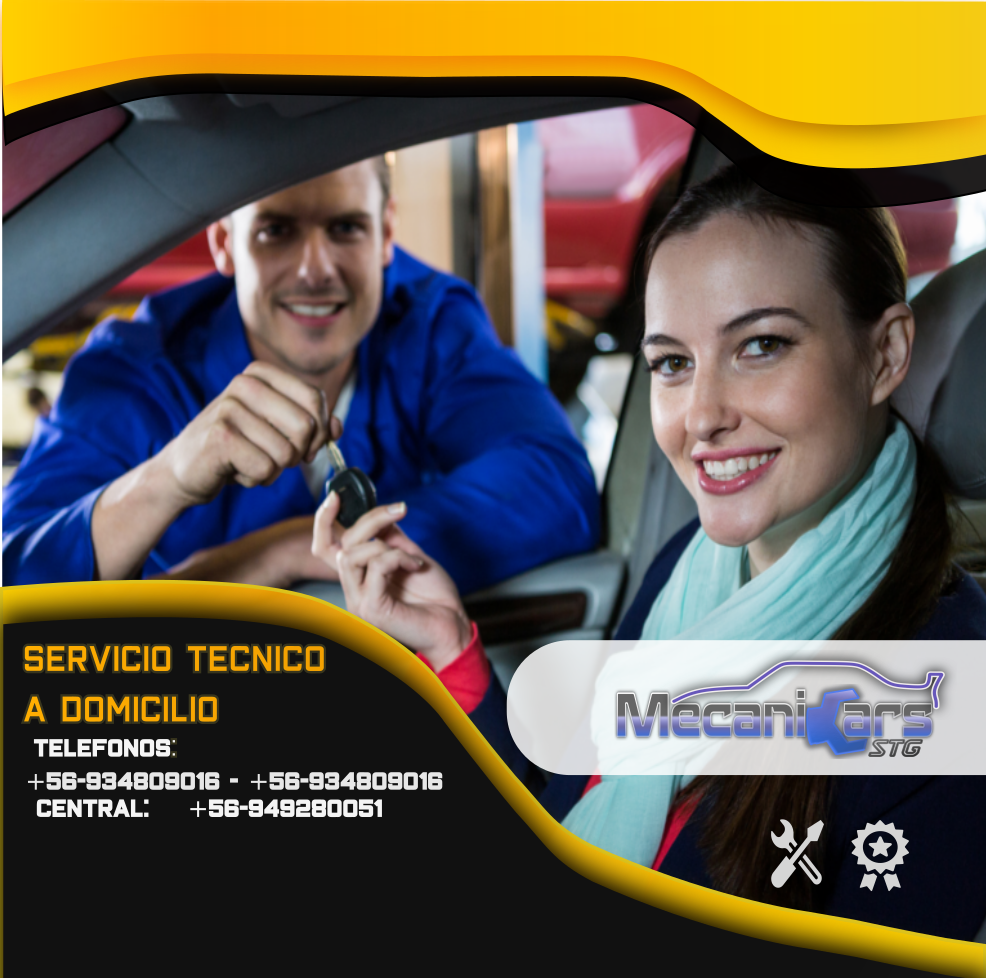 SERVICIO TECNICO
A DOMICILIO
TELEFONOS:
+56-934809016 - +56-934809016
CENTRAL: +56-949280051
MecaniCars
STG